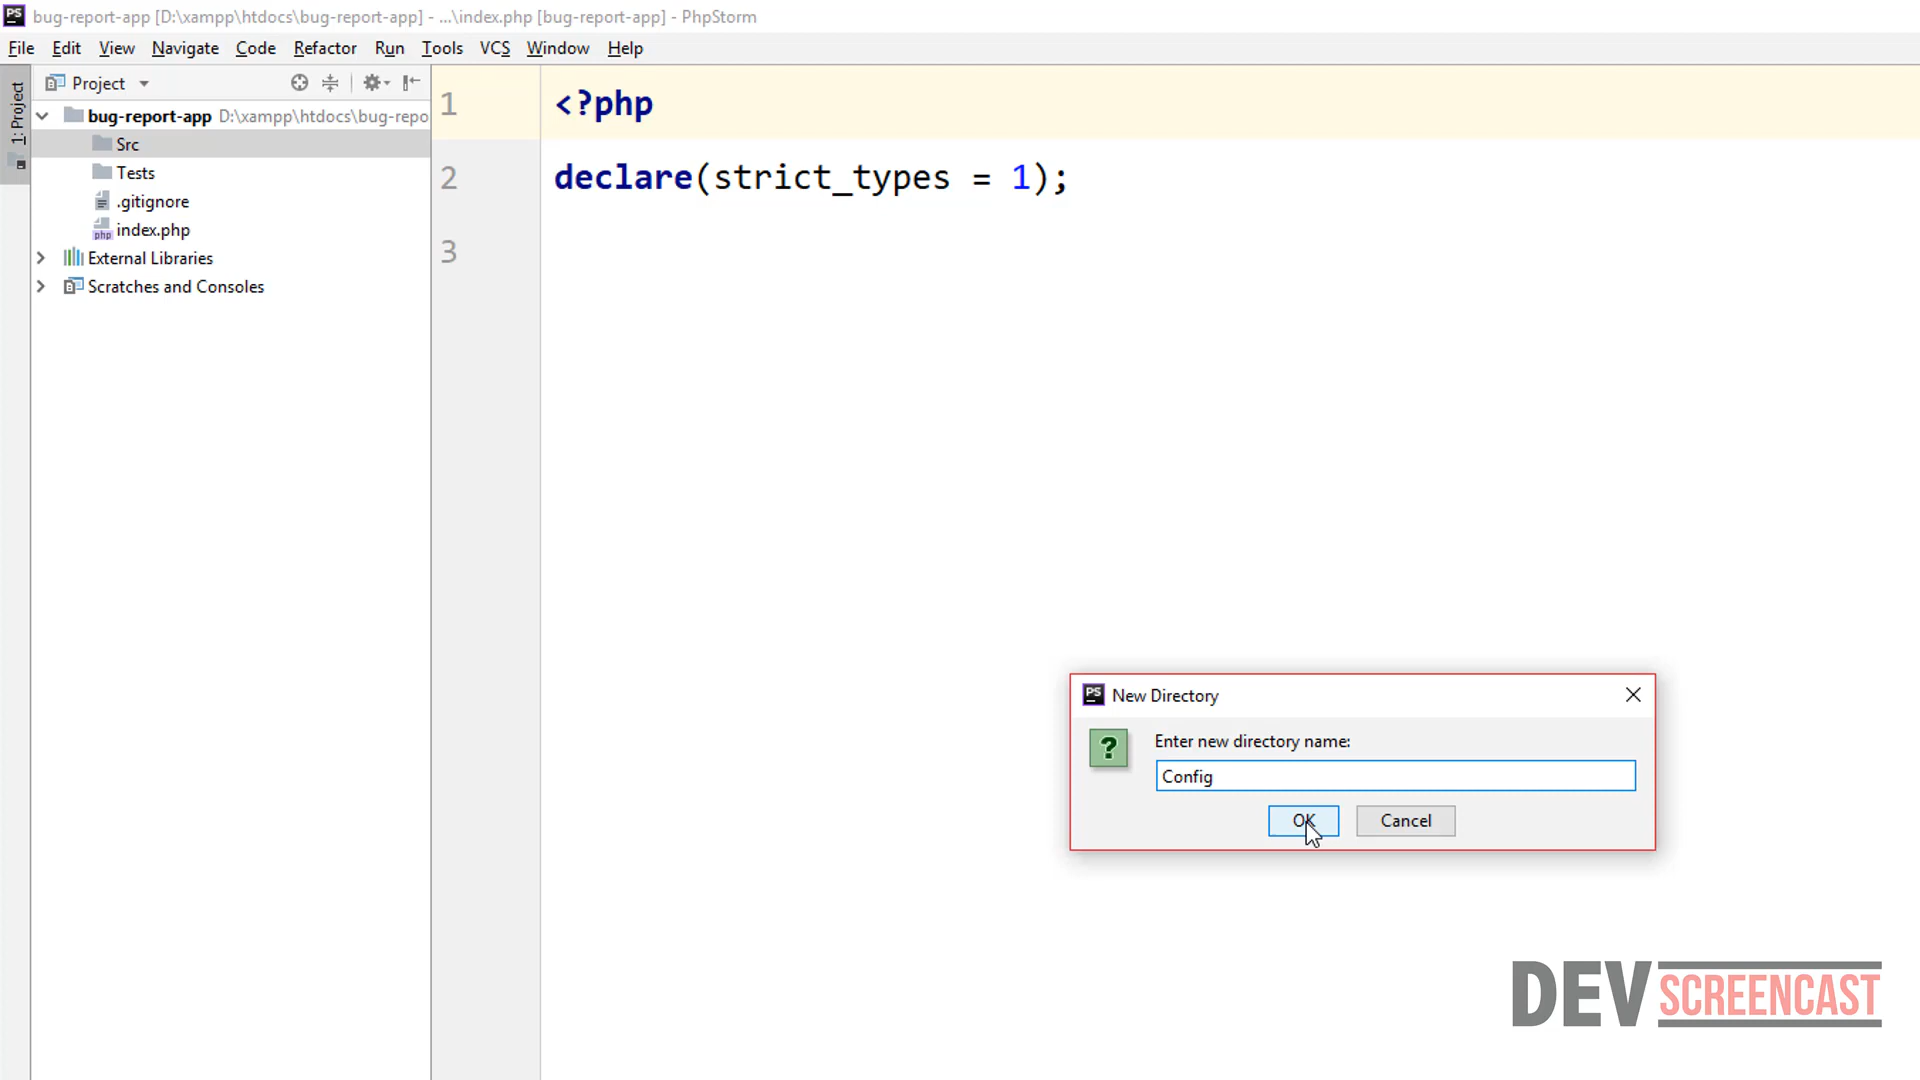 PS bug-report-app [D:\xampp\htdocs\bug-report-app] - ...\index.php [bug-report-app] - PhpStorm
File Edit View Navigate Code Refactor Run Tools VCS Window Help
1: Project
Project
bug-report-app D:\xampp\htdocs\bug-repo
Src
Tests
.gitignore
php index.php
External Libraries
Scratches and Consoles
1 <?php
2 declare(strict_types = 1);
3
PS New Directory
? Enter new directory name:
Config
OK Cancel
DEV SCREENCAST